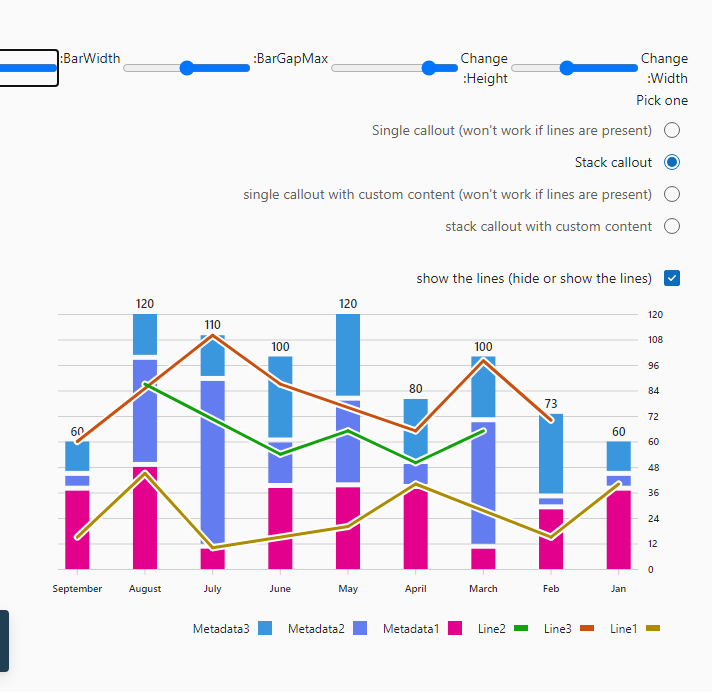 :BarWidth
:BarGapMax
Change
:Height
Change
:Width
Pick one
Single callout (won't work if lines are present)
Stack callout
single callout with custom content (won't work if lines are present)
stack callout with custom content
show the lines (hide or show the lines)
120
120
110
100
100
80
73
60
60
120
108
96
84
72
60
48
36
24
12
0
September August July June May April March Feb Jan
Metadata3 Metadata2 Metadata1 Line2 Line3 Line1